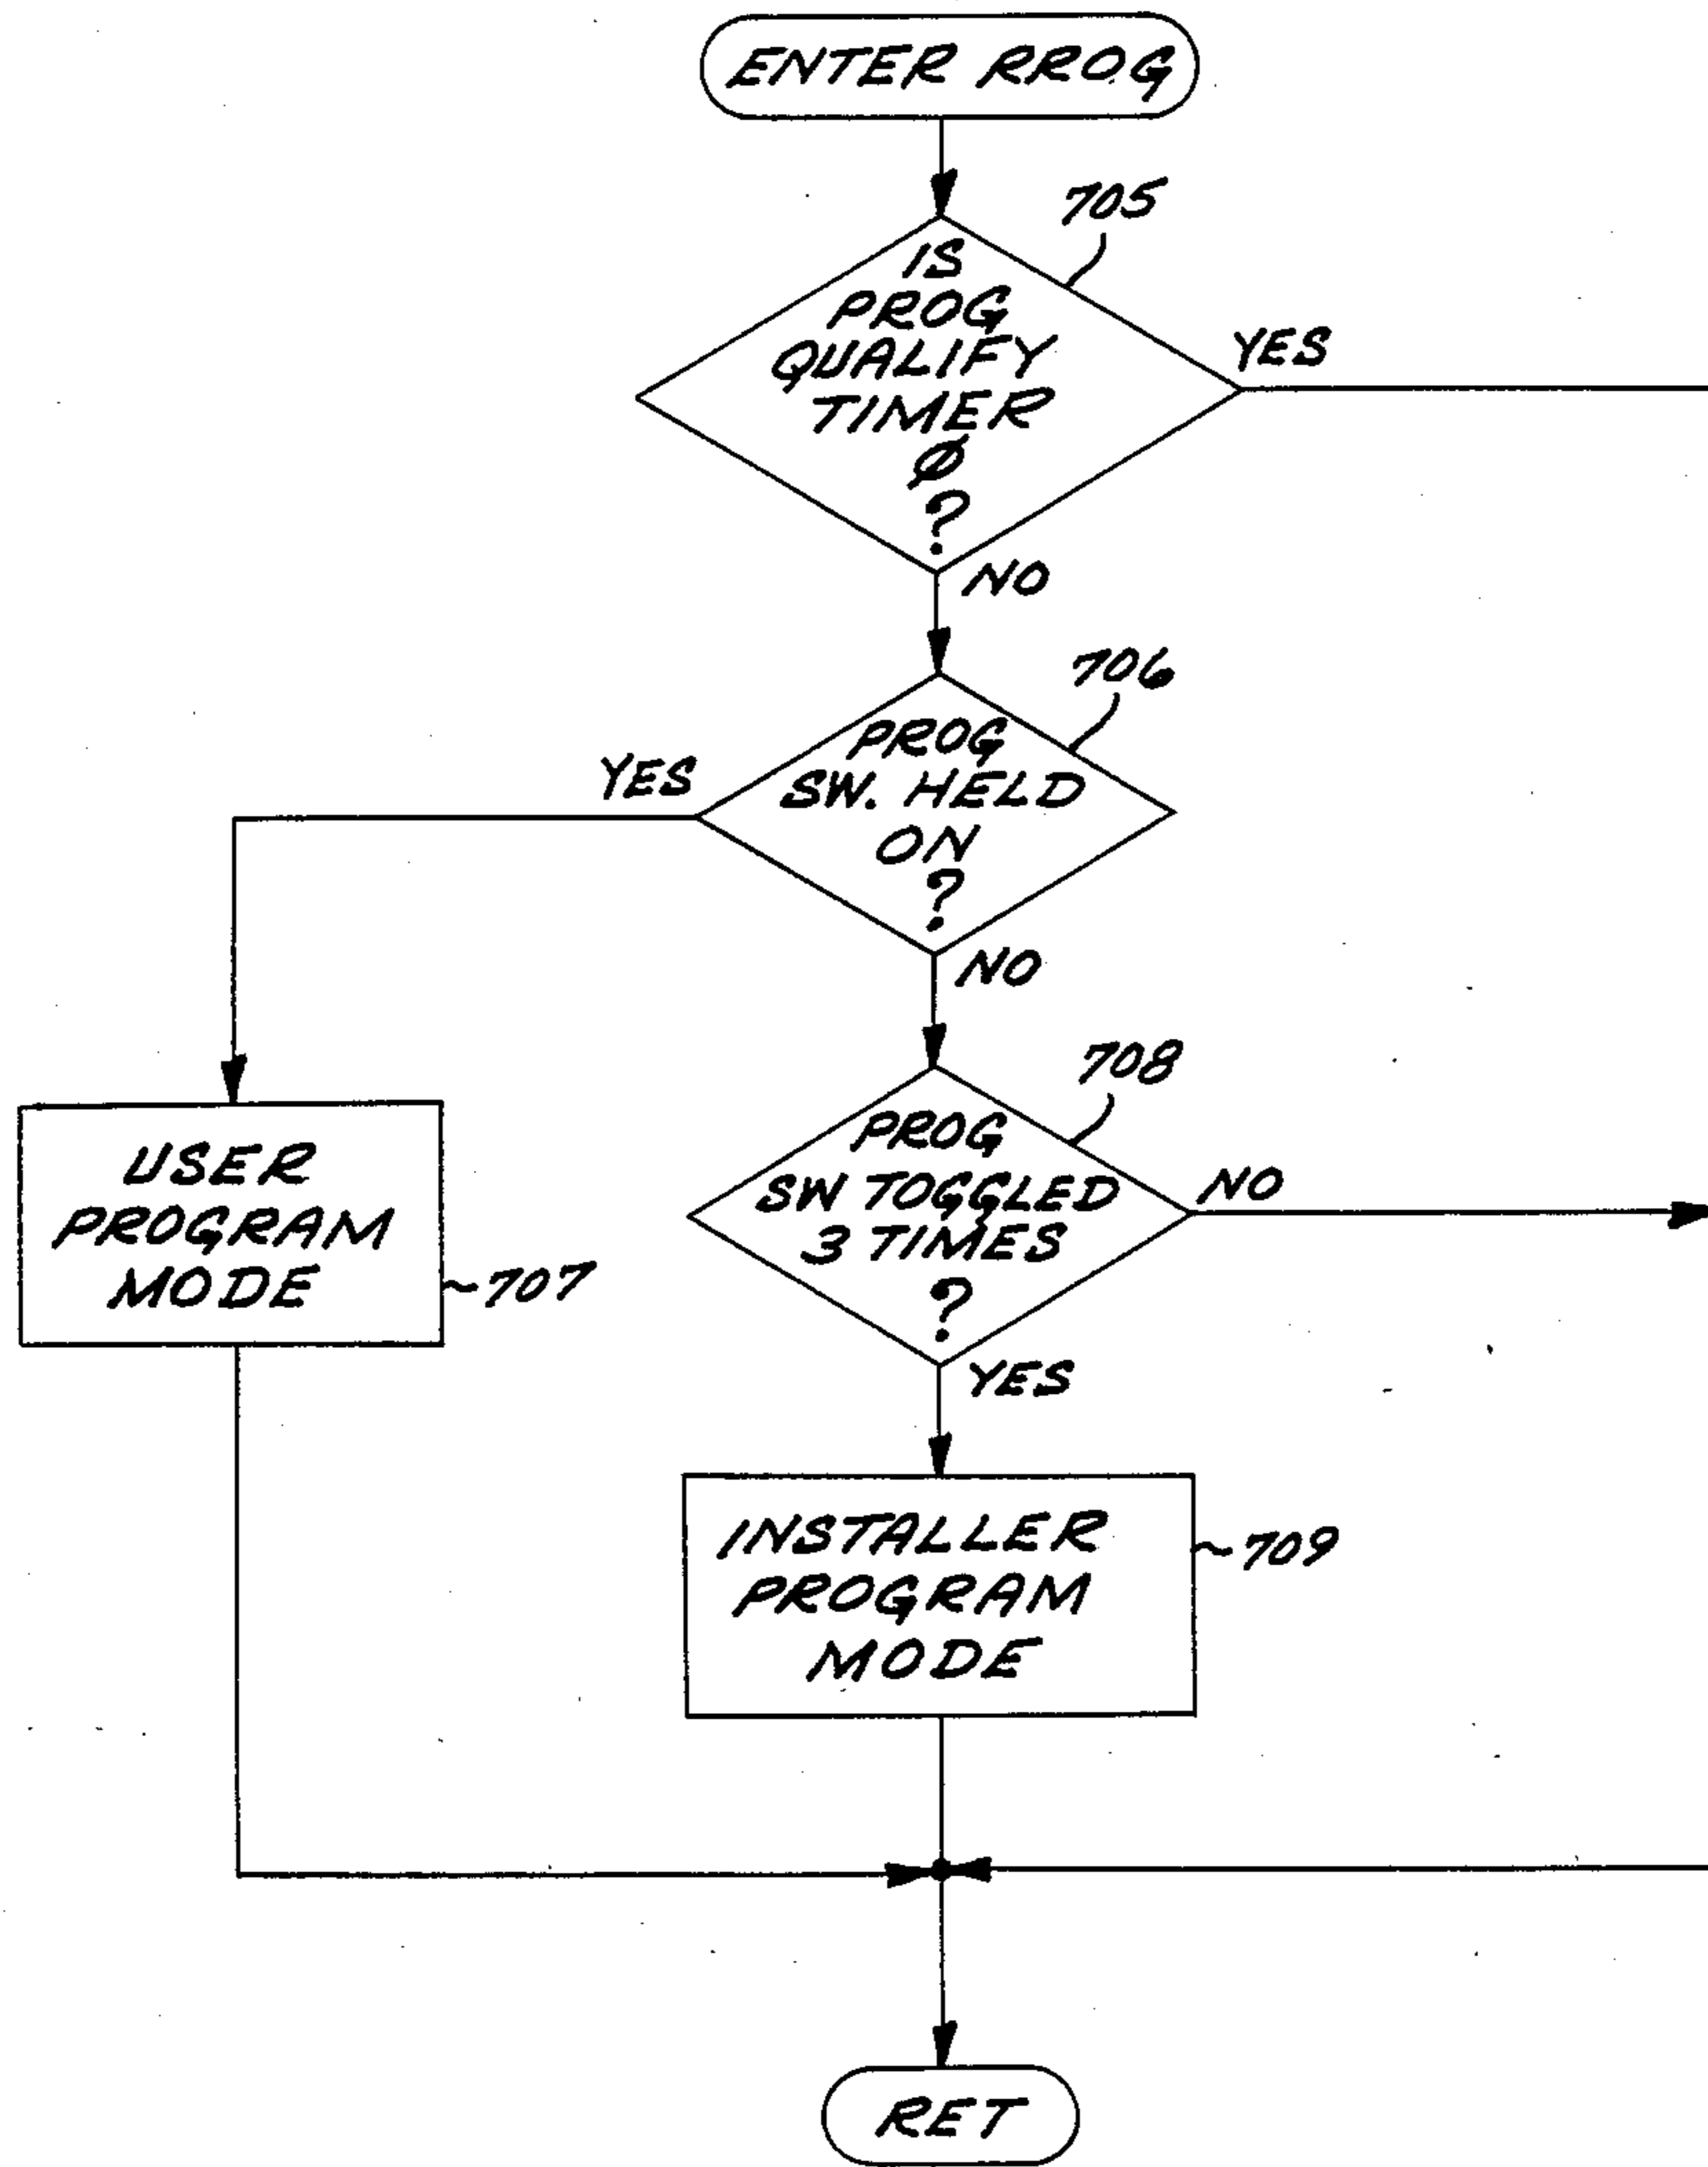 ENTER RROG
705
IS
PROG
QUALIFY
TIMER
Ø
?
YES
NO
706
PROG
SW. HELD
ON
?
YES
NO
708
PROG
SW TOGGLED
3 TIMES
?
NO
YES
USER
PROGRAM
MODE
707
INSTALLER
PROGRAM
MODE
709
RET